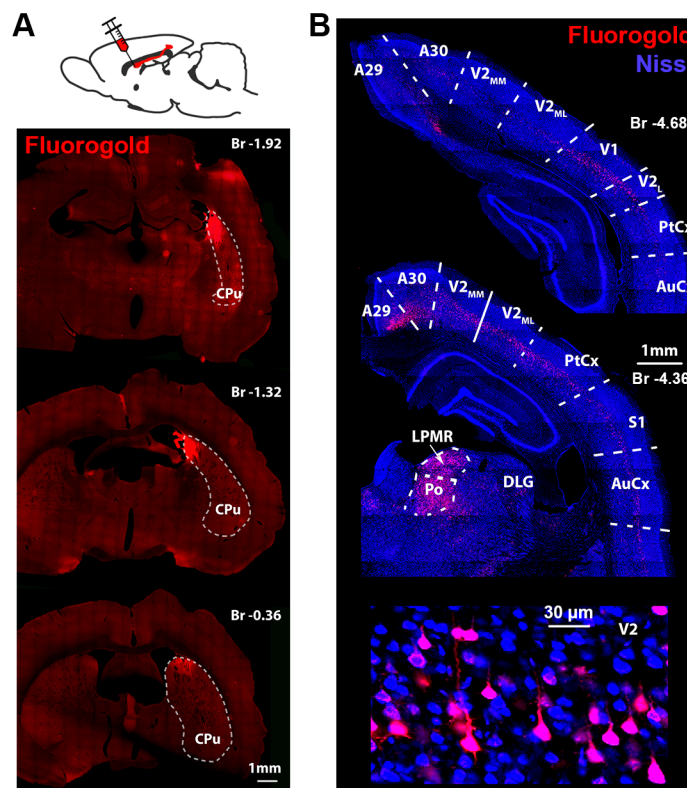 A
Fluorogold
Br -1.92
CPu
Br -1.32
CPu
Br -0.36
CPu
1mm
B
Fluorogold
Nissl
A30
A29
V2MM
V2ML
Br -4.68
V1
V2L
PtCx
AuCx
A30
A29
V2MM
V2ML
PtCx
1mm
Br -4.36
S1
LPMR
Po
DLG
AuCx
30 µm
V2